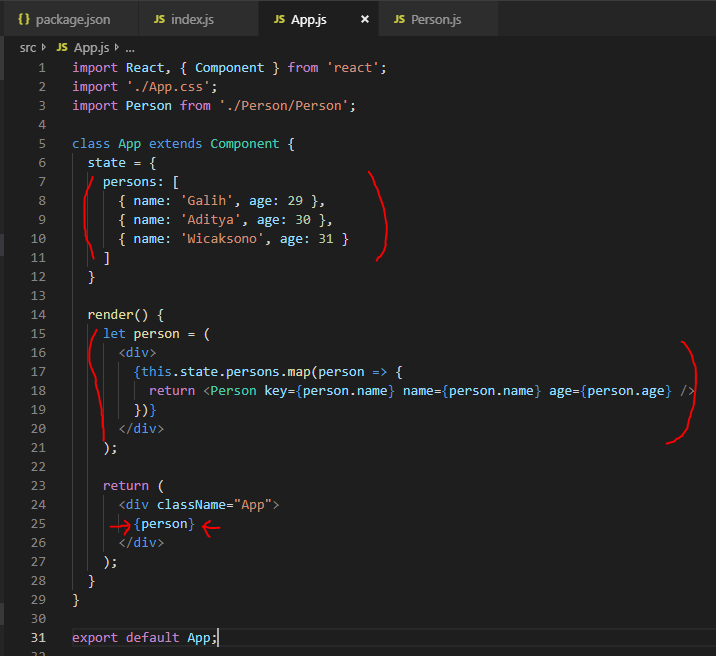 {} package.json JS index.js JS App.js × JS Person.js
src JS App.js ...
1 import React, { Component } from 'react';
2 import './App.css';
3 import Person from './Person/Person';
4
5 class App extends Component {
6 state = {
7 persons: [
8 { name: 'Galih', age: 29 },
9 { name: 'Aditya', age: 30 },
10 { name: 'Wicaksono', age: 31 }
11 ]
12 }
13
14 render() {
15 let person = (
16 <div>
17 {this.state.persons.map(person => {
18 return <Person key={person.name} name={person.name} age={person.age} />
19 })}
20 </div>
21 );
22
23 return (
24 <div className="App">
25 {person}
26 </div>
27 );
28 }
29 }
30
31 export default App;
32